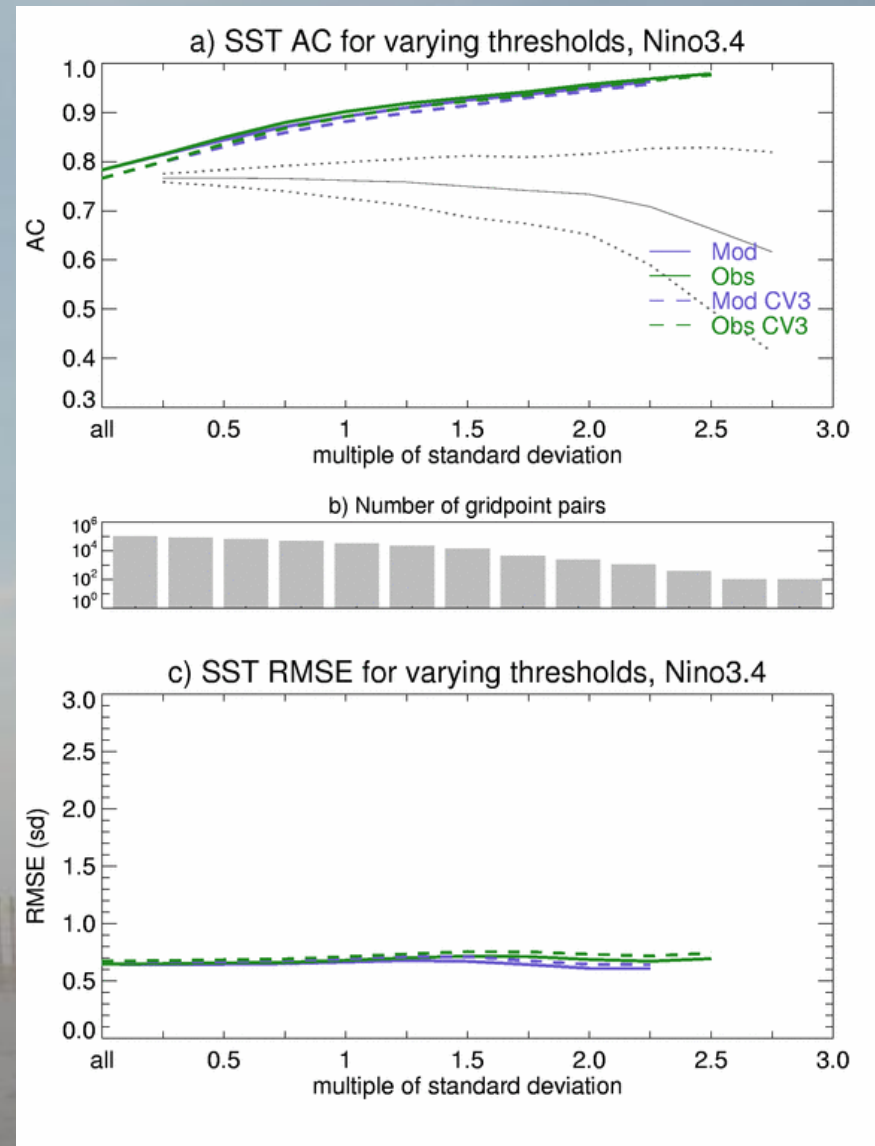 a) SST AC for varying thresholds, Nino3.4
1.0
0.9
0.8
0.7
0.6
0.5
0.4
0.3
AC
Mod
Obs
Mod CV3
Obs CV3
all 0.5 1 1.5 2.0 2.5 3.0
multiple of standard deviation
b) Number of gridpoint pairs
10⁶
10⁴
10²
10⁰
c) SST RMSE for varying thresholds, Nino3.4
3.0
2.5
2.0
1.5
1.0
0.5
0.0
RMSE (sd)
all 0.5 1 1.5 2.0 2.5 3.0
multiple of standard deviation